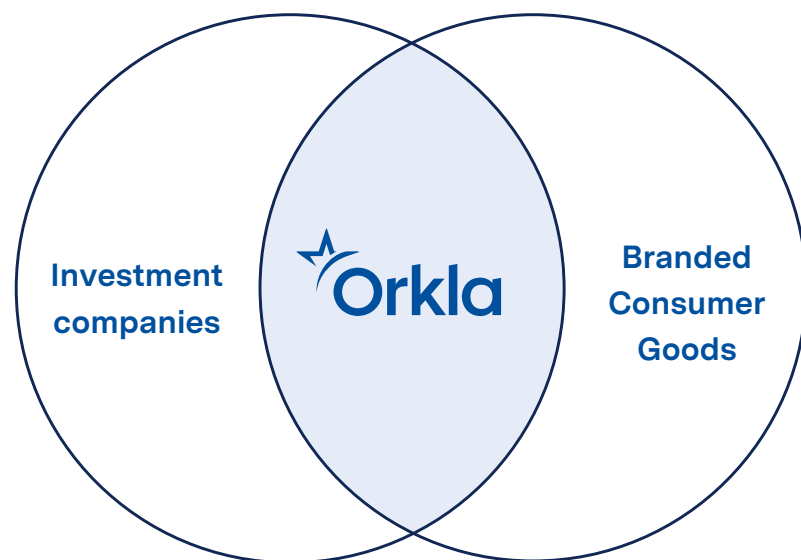 Investment
companies
Orkla
Branded
Consumer
Goods